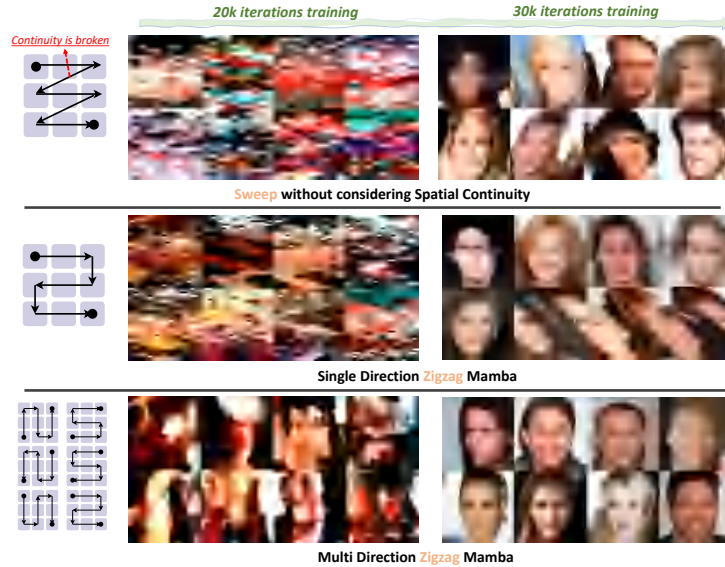 20k iterations training
30k iterations training
Continuity is broken
Sweep without considering Spatial Continuity
Single Direction Zigzag Mamba
Multi Direction Zigzag Mamba